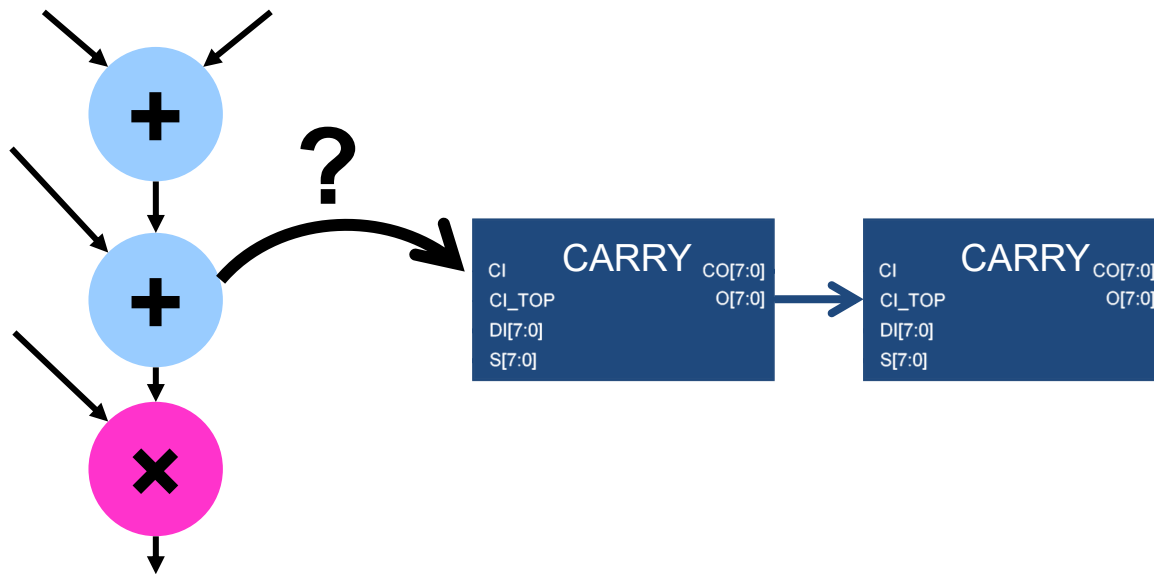 +
?
+
×
CARRY
CI
CO[7:0]
CI_TOP
O[7:0]
DI[7:0]
S[7:0]
CARRY
CI
CO[7:0]
CI_TOP
O[7:0]
DI[7:0]
S[7:0]